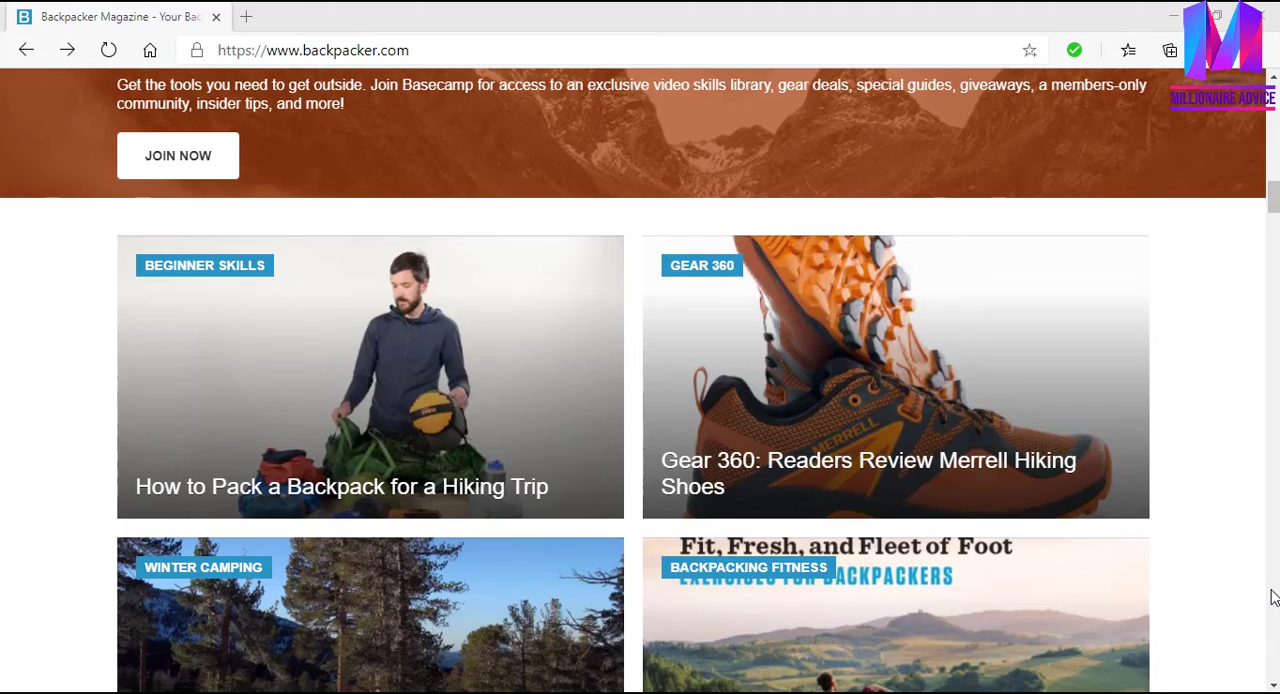 Backpacker Magazine - Your Bac
https://www.backpacker.com
MILLIONAIRE ADVICE
Get the tools you need to get outside. Join Basecamp for access to an exclusive video skills library, gear deals, special guides, giveaways, a members-only
community, insider tips, and more!
JOIN NOW
BEGINNER SKILLS
How to Pack a Backpack for a Hiking Trip
GEAR 360
MERRELL
Gear 360: Readers Review Merrell Hiking
Shoes
WINTER CAMPING
Fit, Fresh, and Fleet of Foot
BACKPACKING FITNESS
EXERCISES FOR BACKPACKERS